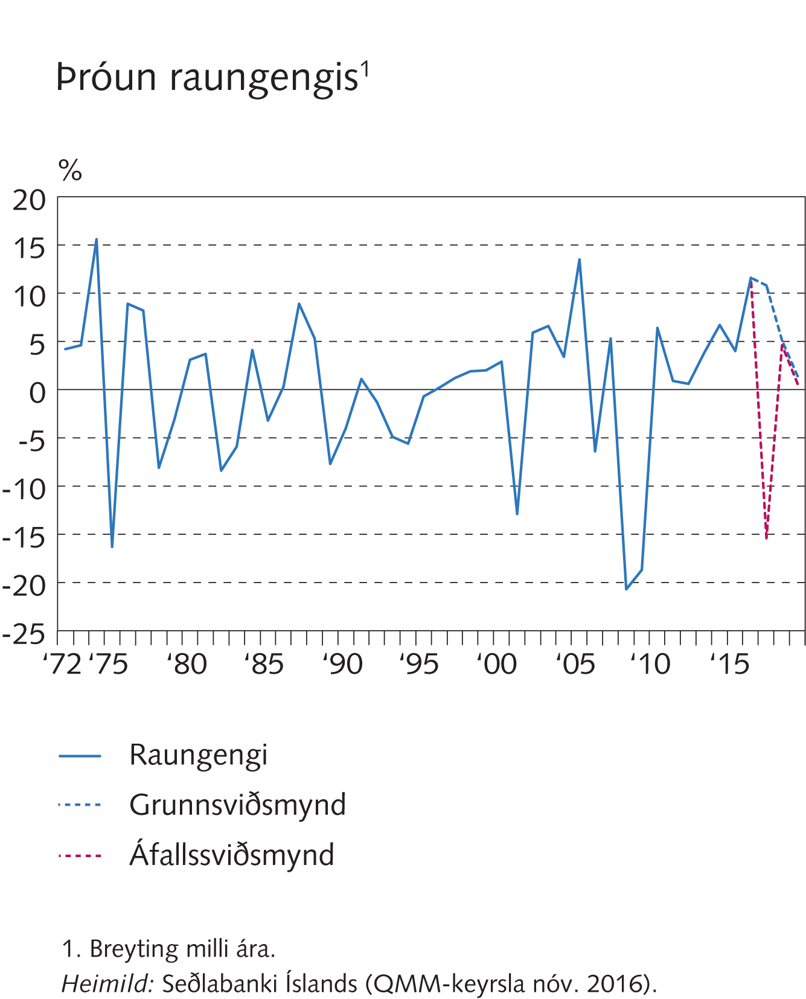 Þróun raungengis¹
%
20
15
10
5
0
-5
-10
-15
-20
-25
‘72 ‘75 ‘80 ‘85 ‘90 ‘95 ‘00 ‘05 ‘10 ‘15
Raungengi
Grunnsviðsmynd
Áfallssviðsmynd
1. Breyting milli ára.
Heimild: Seðlabanki Íslands (QMM-keyrsla nóv. 2016).